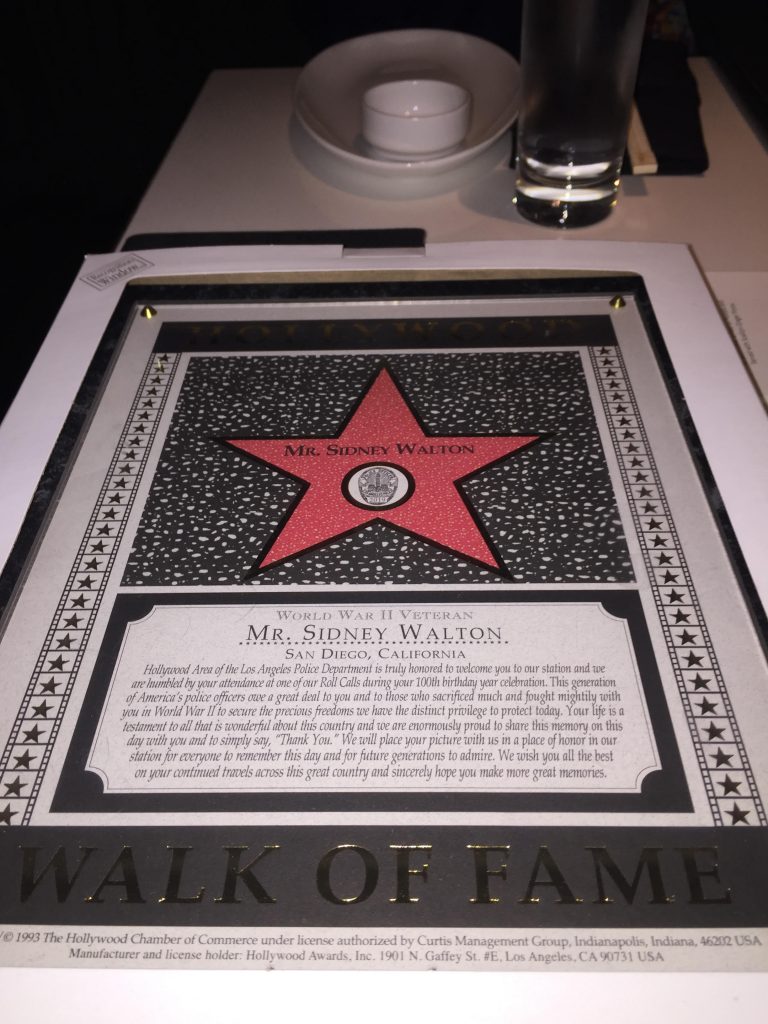 Recognition
Windows
HOLLYWOOD
MR. SIDNEY WALTON
2019
WORLD WAR II VETERAN
MR. SIDNEY WALTON
SAN DIEGO, CALIFORNIA
Hollywood Area of the Los Angeles Police Department is truly honored to welcome you to our station and we
are humbled by your attendance at one of our Roll Calls during your 100th birthday year celebration. This generation
of America's police officers owe a great deal to you and to those who sacrificed much and fought mightily with
you in World War II to secure the precious freedoms we have the distinct privilege to protect today. Your life is a
testament to all that is wonderful about this country and we are enormously proud to share this memory on this
day with you and to simply say, "Thank You." We will place your picture with us in a place of honor in our
station for everyone to remember this day and for future generations to admire. We wish you all the best
on your continued travels across this great country and sincerely hope you make more great memories.
WALK OF FAME
© 1993 The Hollywood Chamber of Commerce under license authorized by Curtis Management Group, Indianapolis, Indiana, 46202 USA
Manufacturer and license holder: Hollywood Awards, Inc. 1901 N. Gaffey St. #E, Los Angeles, CA 90731 USA